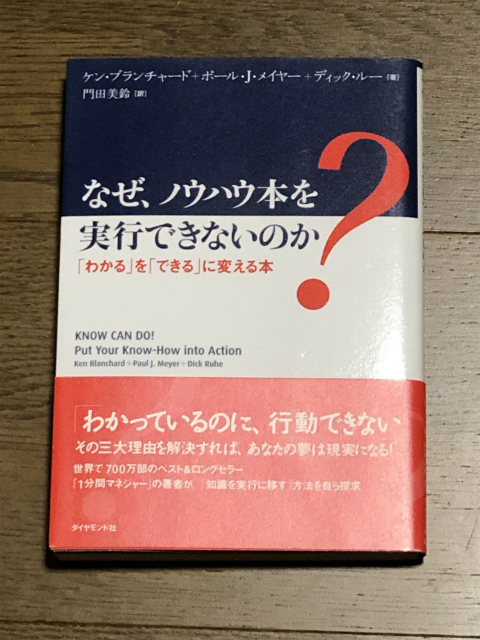 ケン・ブランチャード+ポール・J・メイヤー+ディック・ルー[著]
門田美鈴[訳]
なぜ、ノウハウ本を
実行できないのか
?
「わかる」を「できる」に変える本
KNOW CAN DO!
Put Your Know-How into Action
Ken Blanchard+Paul J. Meyer+Dick Ruhe
「わかっているのに、行動できない
その三大理由を解決すれば、あなたの夢は現実になる!
世界で700万部のベスト&ロングセラー
『1分間マネジャー』の著者が 「知識を実行に移す」方法を自ら探求
ダイヤモンド社